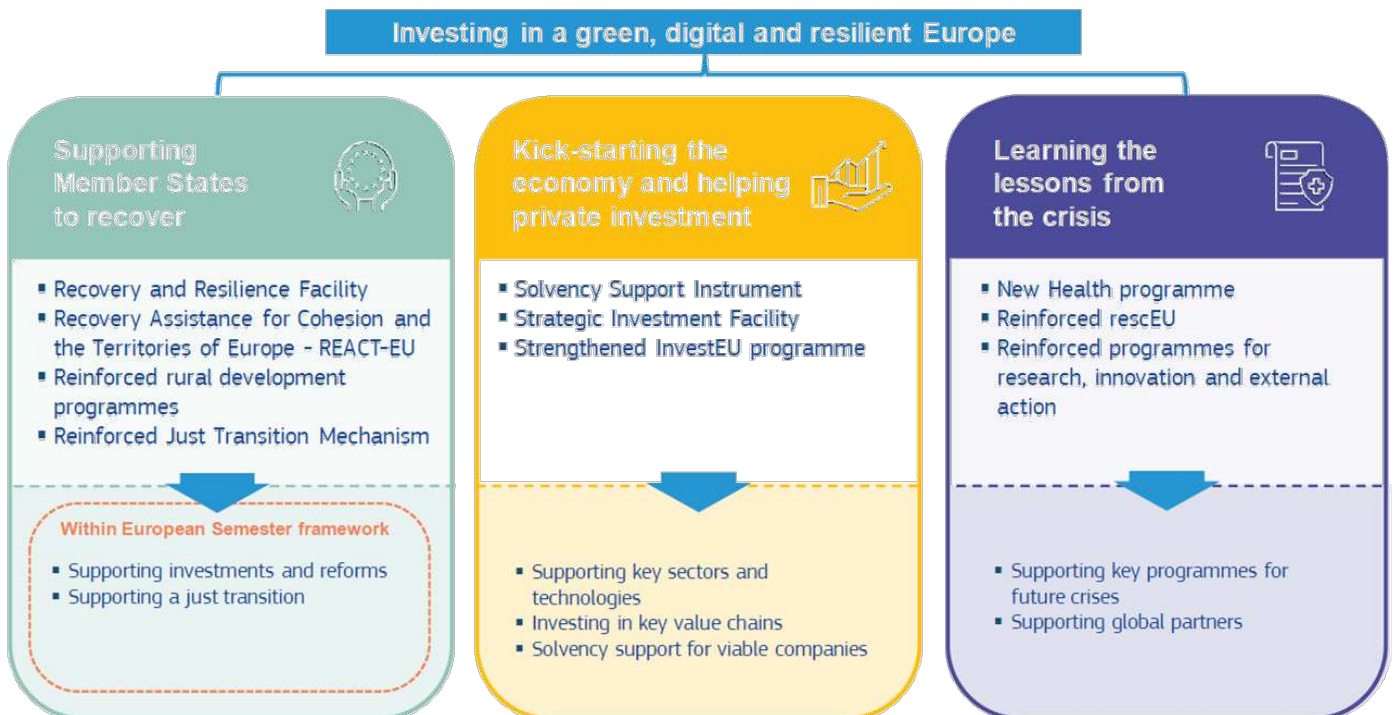 Investing in a green, digital and resilient Europe
Supporting
Member States
to recover
▪ Recovery and Resilience Facility
▪ Recovery Assistance for Cohesion and
the Territories of Europe - REACT-EU
▪ Reinforced rural development
programmes
▪ Reinforced Just Transition Mechanism
Within European Semester framework
▪ Supporting investments and reforms
▪ Supporting a just transition
Kick-starting the
economy and helping
private investment
▪ Solvency Support Instrument
▪ Strategic Investment Facility
▪ Strengthened InvestEU programme
▪ Supporting key sectors and
technologies
▪ Investing in key value chains
▪ Solvency support for viable companies
Learning the
lessons from
the crisis
▪ New Health programme
▪ Reinforced rescEU
▪ Reinforced programmes for
research, innovation and external
action
▪ Supporting key programmes for
future crises
▪ Supporting global partners